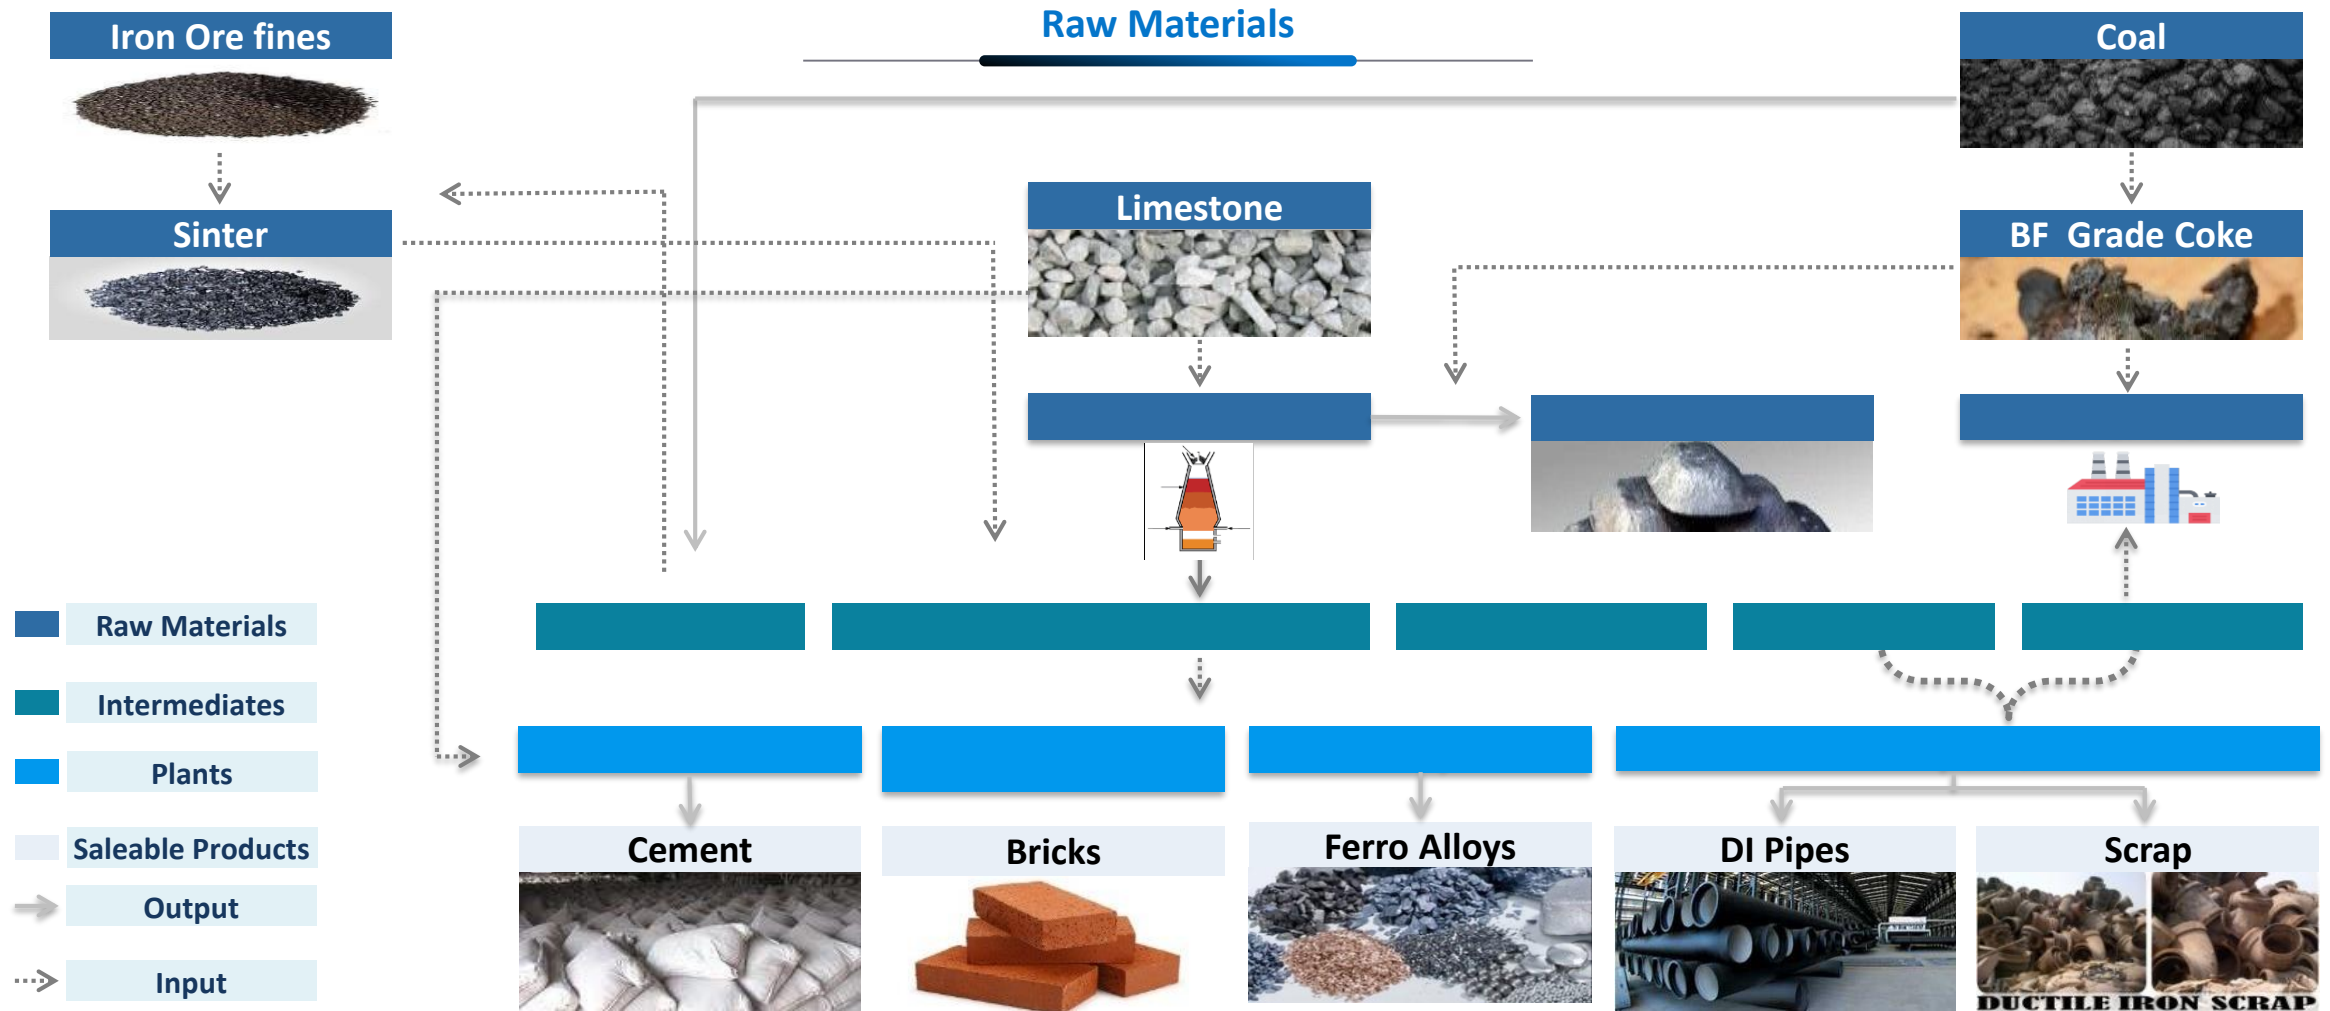 Raw Materials
Iron Ore fines
Coal
Limestone
Sinter
BF Grade Coke
Raw Materials
Intermediates
Plants
Saleable Products
Output
Input
Cement
Bricks
Ferro Alloys
DI Pipes
Scrap
DUCTILE IRON SCRAP